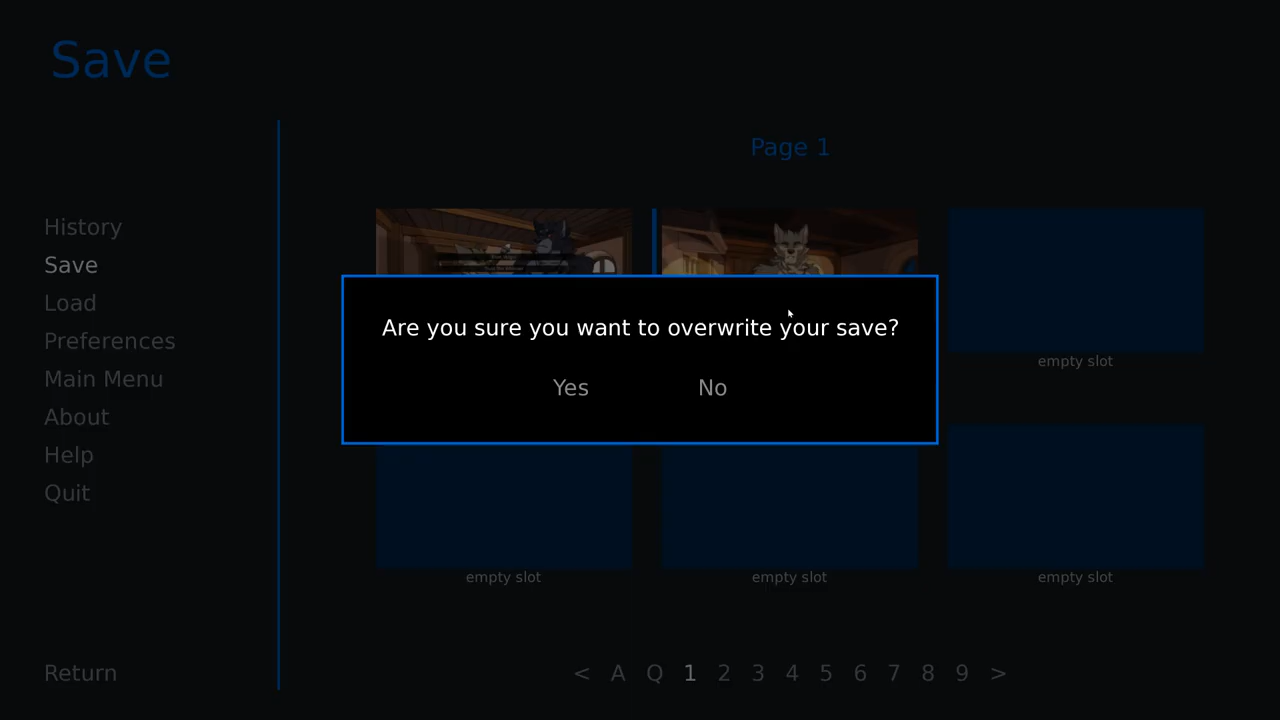 Save
Page 1
History
Save
Load
Preferences
Main Menu
About
Help
Quit
Are you sure you want to overwrite your save?
Yes No
empty slot
empty slot empty slot empty slot
Return
< A Q 1 2 3 4 5 6 7 8 9 >